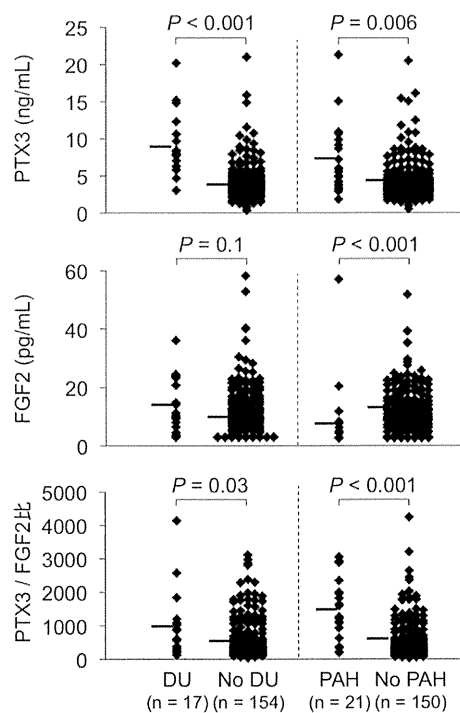 P < 0.001 P = 0.006
PTX3 (ng/mL)
25
20
15
10
5
0
P = 0.1 P < 0.001
FGF2 (pg/mL)
60
40
20
0
P = 0.03 P < 0.001
PTX3 / FGF2比
5000
4000
3000
2000
1000
0
DU No DU PAH No PAH
(n = 17) (n = 154) (n = 21) (n = 150)